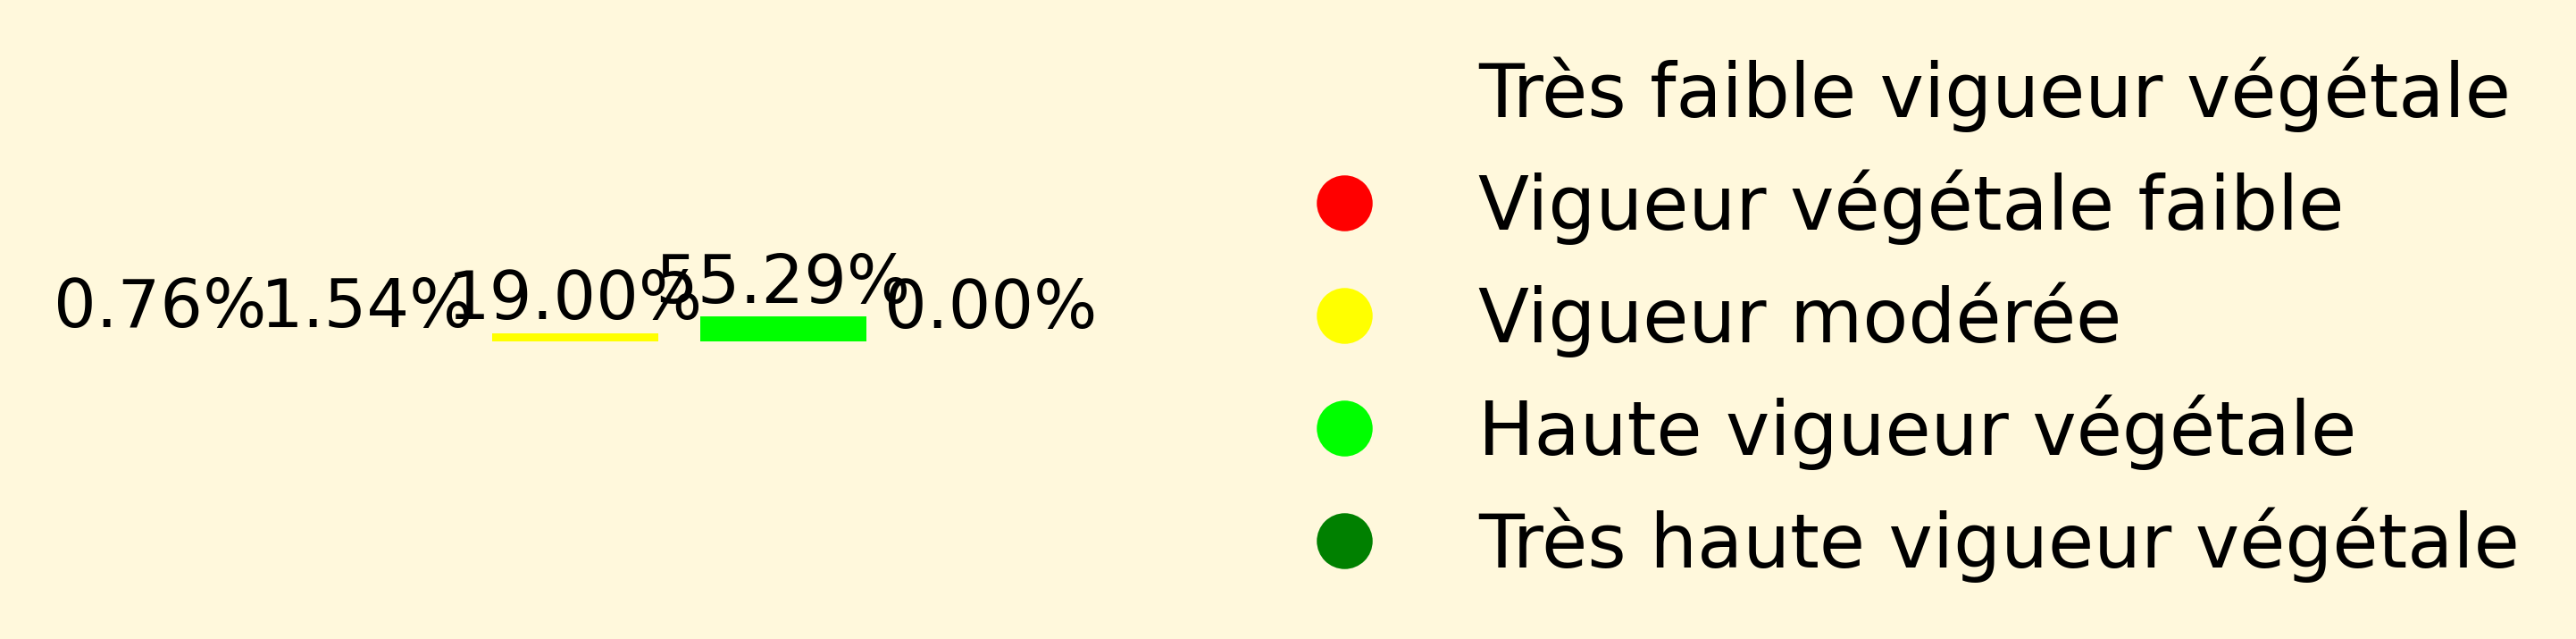 0.76%
1.54%
19.00%
55.29%
0.00%
Très faible vigueur végétale
Vigueur végétale faible
Vigueur modérée
Haute vigueur végétale
Très haute vigueur végétale